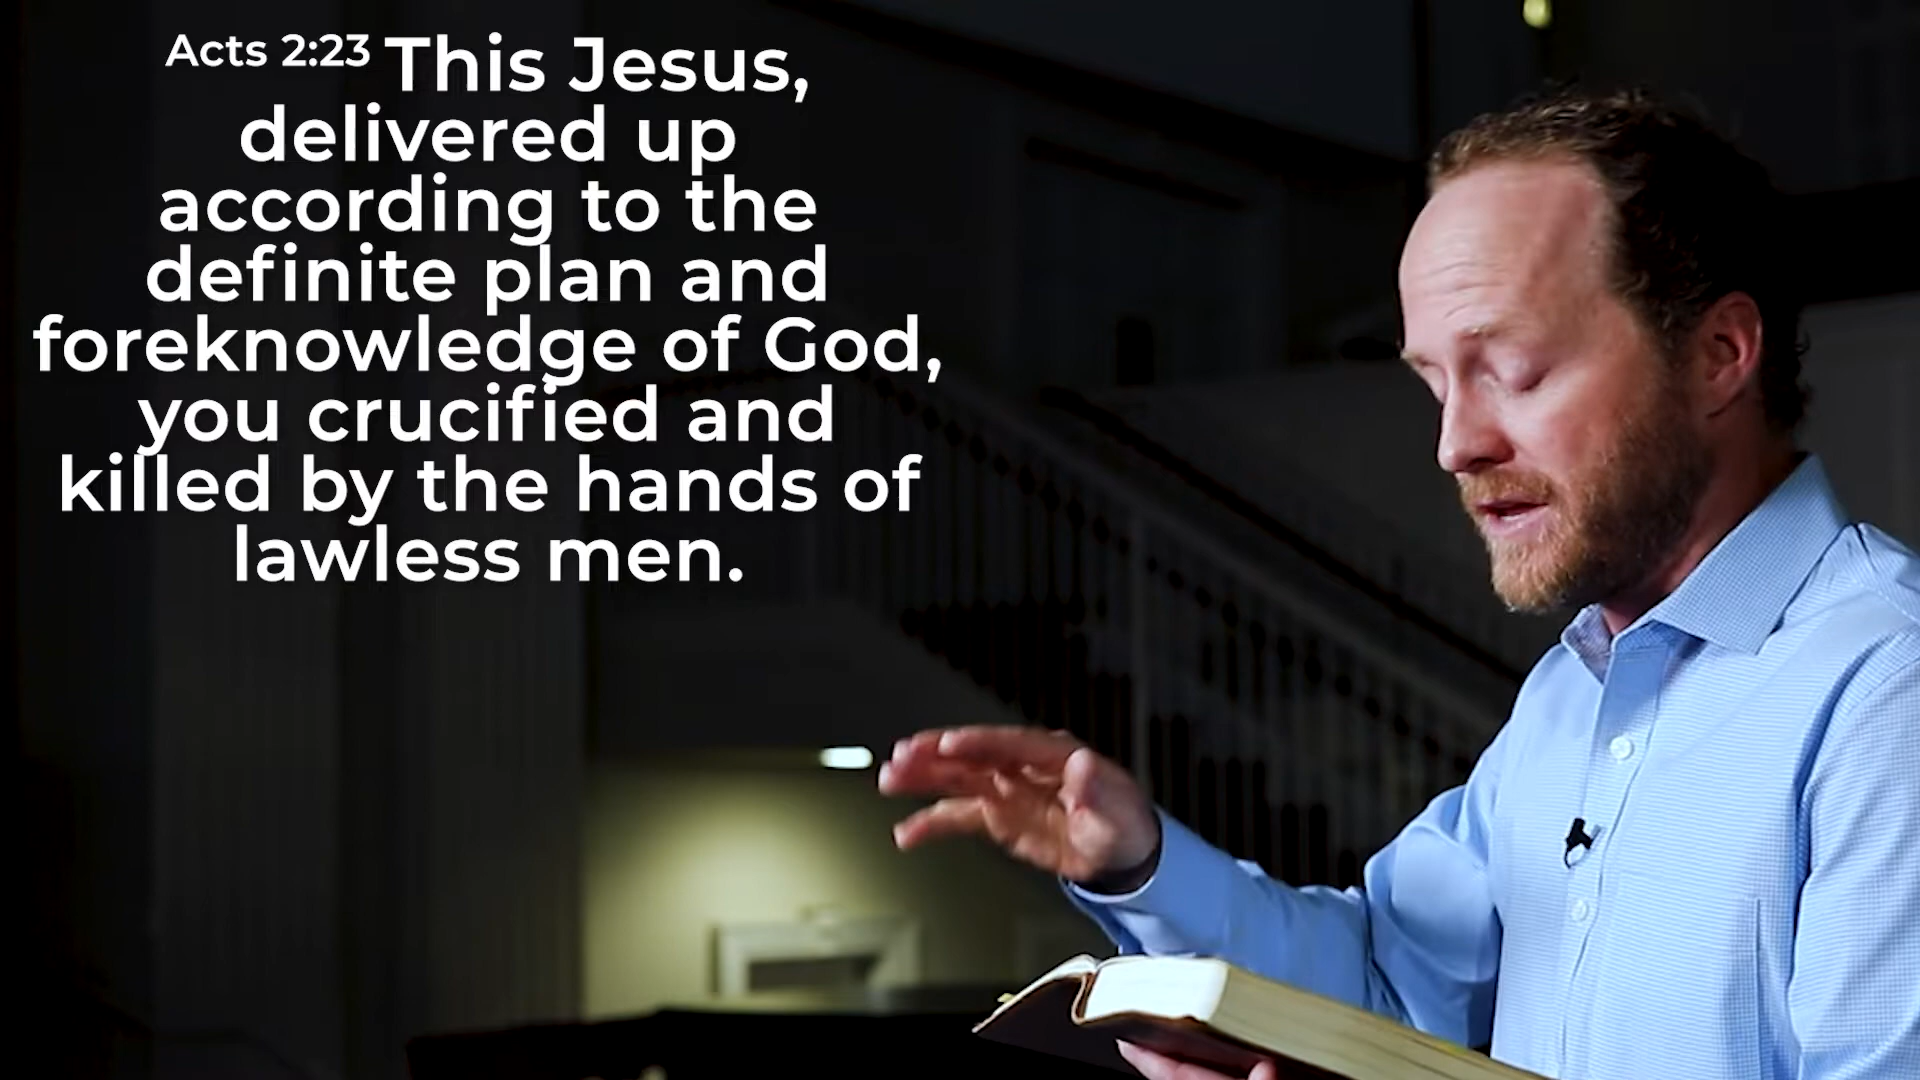 Acts 2:23 This Jesus,
delivered up
according to the
definite plan and
foreknowledge of God,
you crucified and
killed by the hands of
lawless men.